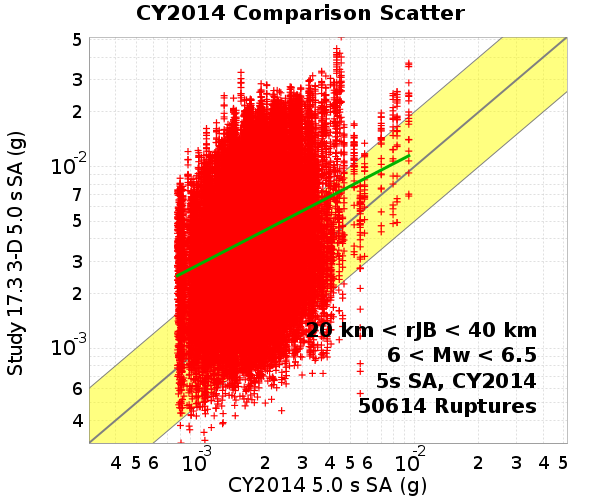 CY2014 Comparison Scatter
5
3
2
10-2
7
5
3
2
10-3
6
4
Study 17.3 3-D 5.0 s SA (g)
20 km < rJB < 40 km
6 < Mw < 6.5
5s SA, CY2014
50614 Ruptures
4 5 6 10-3 2 3 4 5 6 10-2 2 3 4 5
CY2014 5.0 s SA (g)